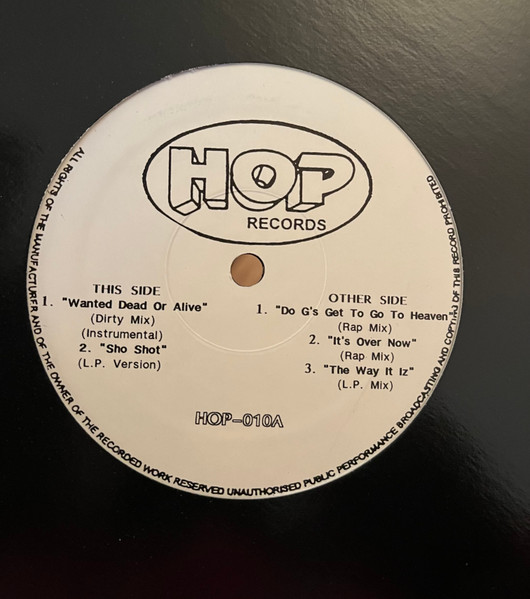 HOP
RECORDS
THIS SIDE
1. "Wanted Dead Or Alive"
(Dirty Mix)
(Instrumental)
2. "Sho Shot"
(L.P. Version)
OTHER SIDE
1. "Do G's Get To Go To Heaven"
(Rap Mix)
2. "It's Over Now"
(Rap Mix)
3. "The Way It Iz"
(L.P. Mix)
HOP-010A
ALL RIGHTS OF THE MANUFACTURER AND OF THE OWNER OF THE RECORDED WORK RESERVED UNAUTHORISED PUBLIC PERFORMANCE BROADCASTING AND COPYING OF THIS RECORD PROHIBITED